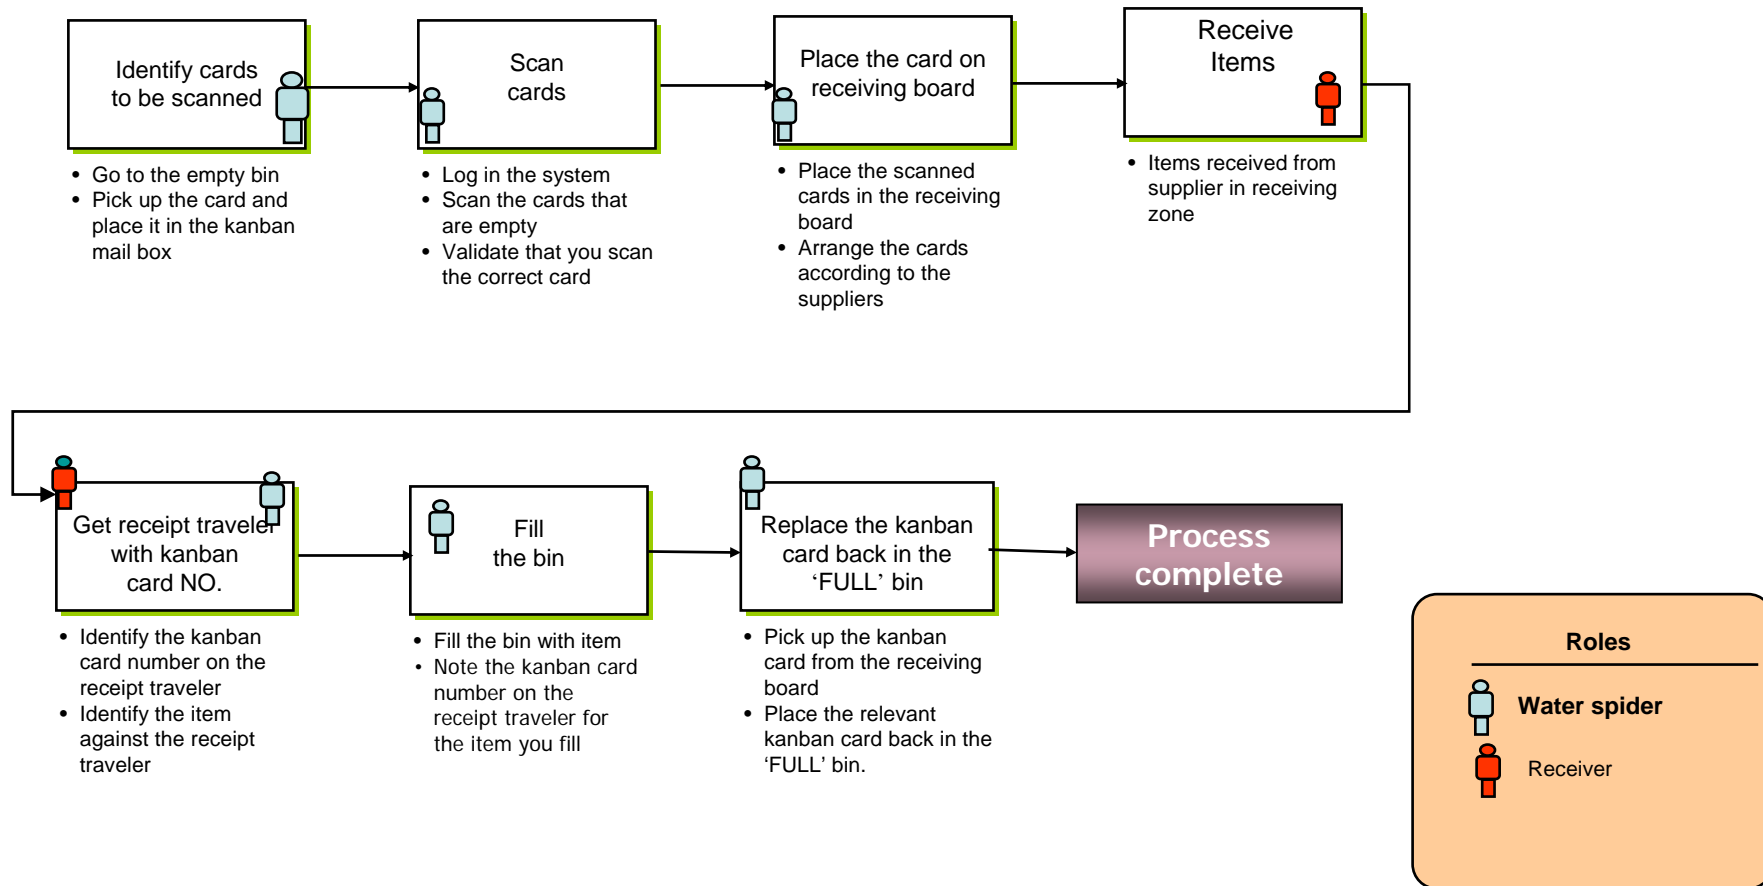 Identify cards
to be scanned
• Go to the empty bin
• Pick up the card and
place it in the kanban
mail box
Scan
cards
• Log in the system
• Scan the cards that
are empty
• Validate that you scan
the correct card
Place the card on
receiving board
• Place the scanned
cards in the receiving
board
• Arrange the cards
according to the
suppliers
Receive
Items
• Items received from
supplier in receiving
zone
Get receipt traveler
with kanban
card NO.
• Identify the kanban
card number on the
receipt traveler
• Identify the item
against the receipt
traveler
Fill
the bin
• Fill the bin with item
• Note the kanban card
number on the
receipt traveler for
the item you fill
Replace the kanban
card back in the
‘FULL’ bin
• Pick up the kanban
card from the receiving
board
• Place the relevant
kanban card back in the
‘FULL’ bin.
Process
complete
Roles
Water spider
Receiver